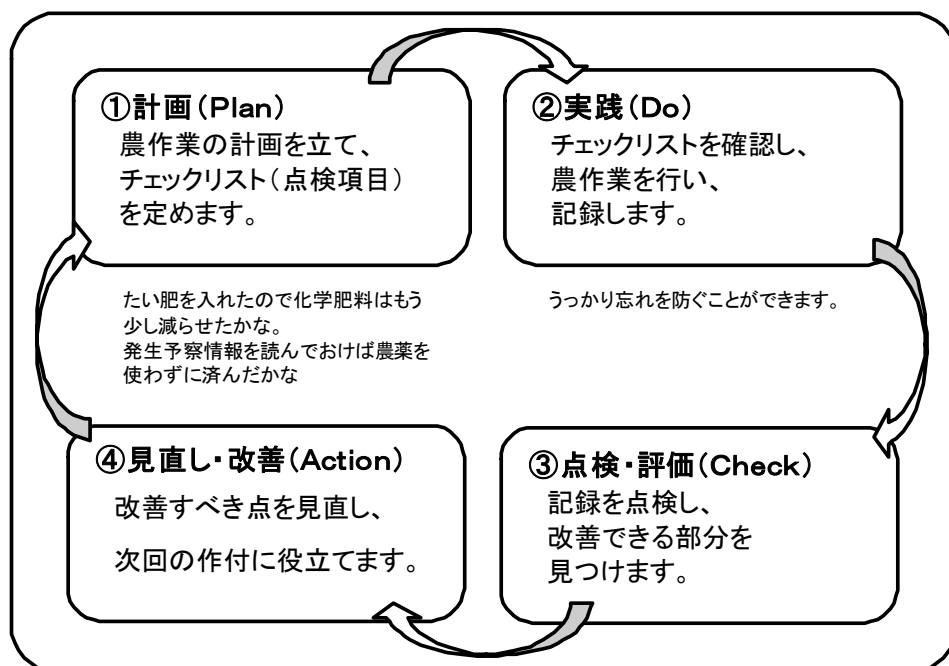 ①計画(Plan)
農作業の計画を立て、
チェックリスト(点検項目)
を定めます。
②実践(Do)
チェックリストを確認し、
農作業を行い、
記録します。
たい肥を入れたので化学肥料はもう
少し減らせたかな。
発生予察情報を読んでおけば農薬を
使わずに済んだかな
うっかり忘れを防ぐことができます。
④見直し・改善(Action)
改善すべき点を見直し、
次回の作付に役立てます。
③点検・評価(Check)
記録を点検し、
改善できる部分を
見つけます。